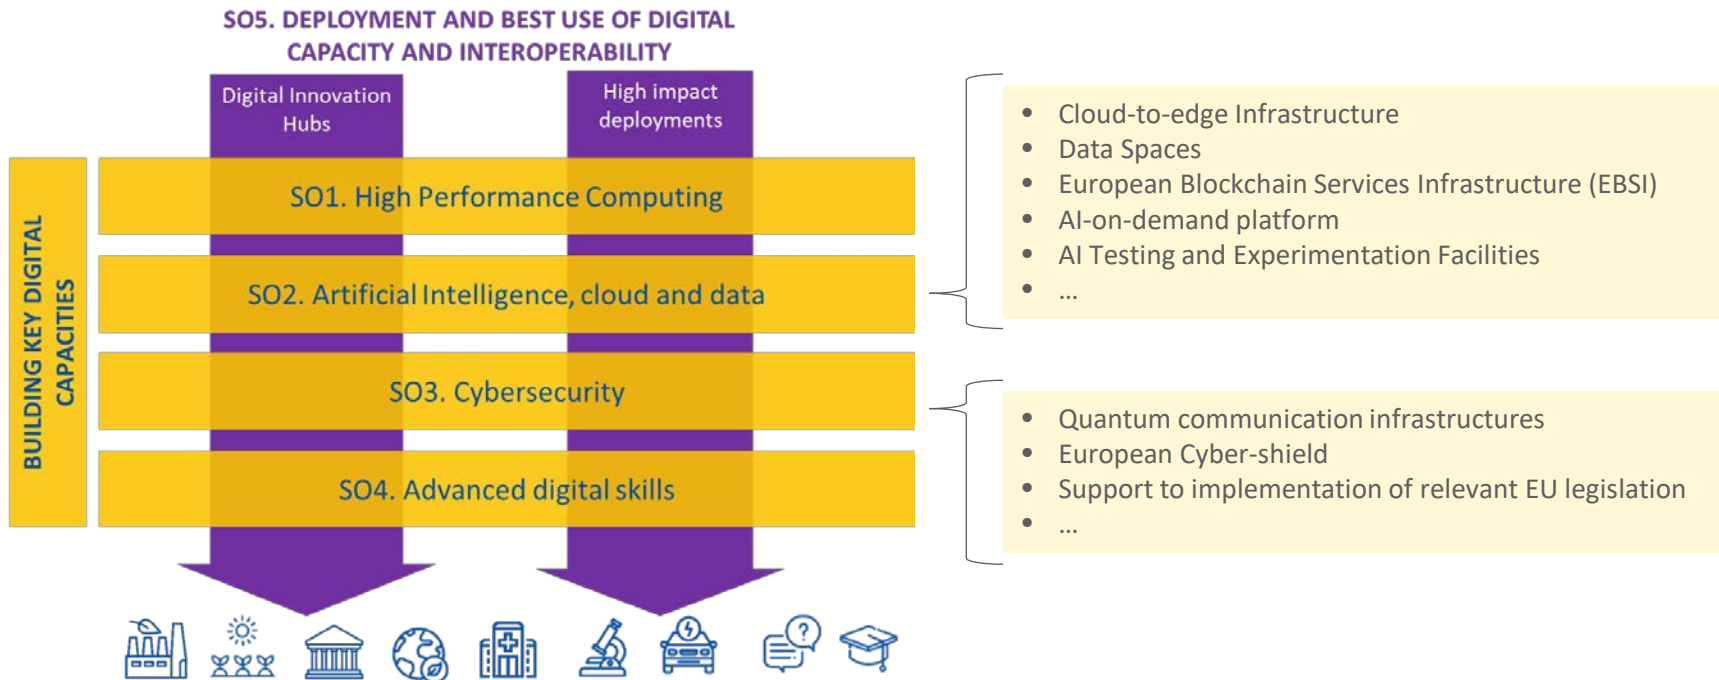 SO5. DEPLOYMENT AND BEST USE OF DIGITAL
CAPACITY AND INTEROPERABILITY
Digital Innovation
Hubs
High impact
deployments
BUILDING KEY DIGITAL
CAPACITIES
SO1. High Performance Computing
SO2. Artificial Intelligence, cloud and data
SO3. Cybersecurity
SO4. Advanced digital skills
• Cloud-to-edge Infrastructure
• Data Spaces
• European Blockchain Services Infrastructure (EBSI)
• AI-on-demand platform
• AI Testing and Experimentation Facilities
• ...
• Quantum communication infrastructures
• European Cyber-shield
• Support to implementation of relevant EU legislation
• ...
?